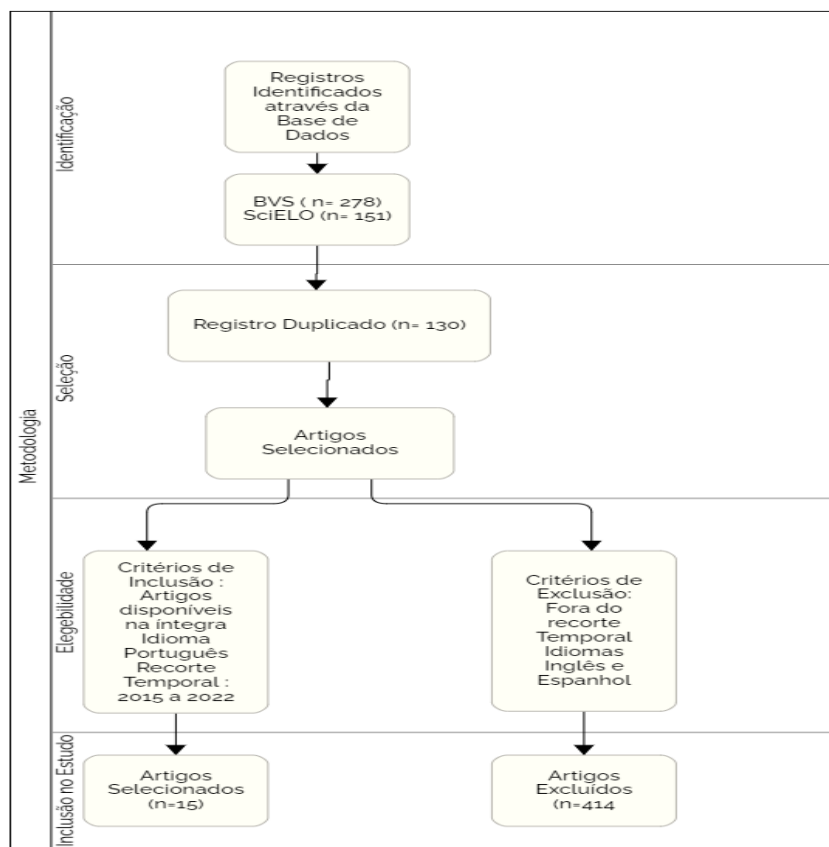 Metodologia
Identificação
Registros
Identificados
através da
Base de
Dados
BVS ( n= 278)
SciELO (n= 151)
Seleção
Registro Duplicado (n= 130)
Artigos
Selecionados
Elegebilidade
Critérios de
Inclusão :
Artigos
disponíveis
na íntegra
Idioma
Português
Recorte
Temporal :
2015 a 2022
Critérios de
Exclusão:
Fora do
recorte
Temporal
Idiomas
Inglês e
Espanhol
Inclusão no Estudo
Artigos
Selecionados
(n=15)
Artigos
Excluídos
(n=414